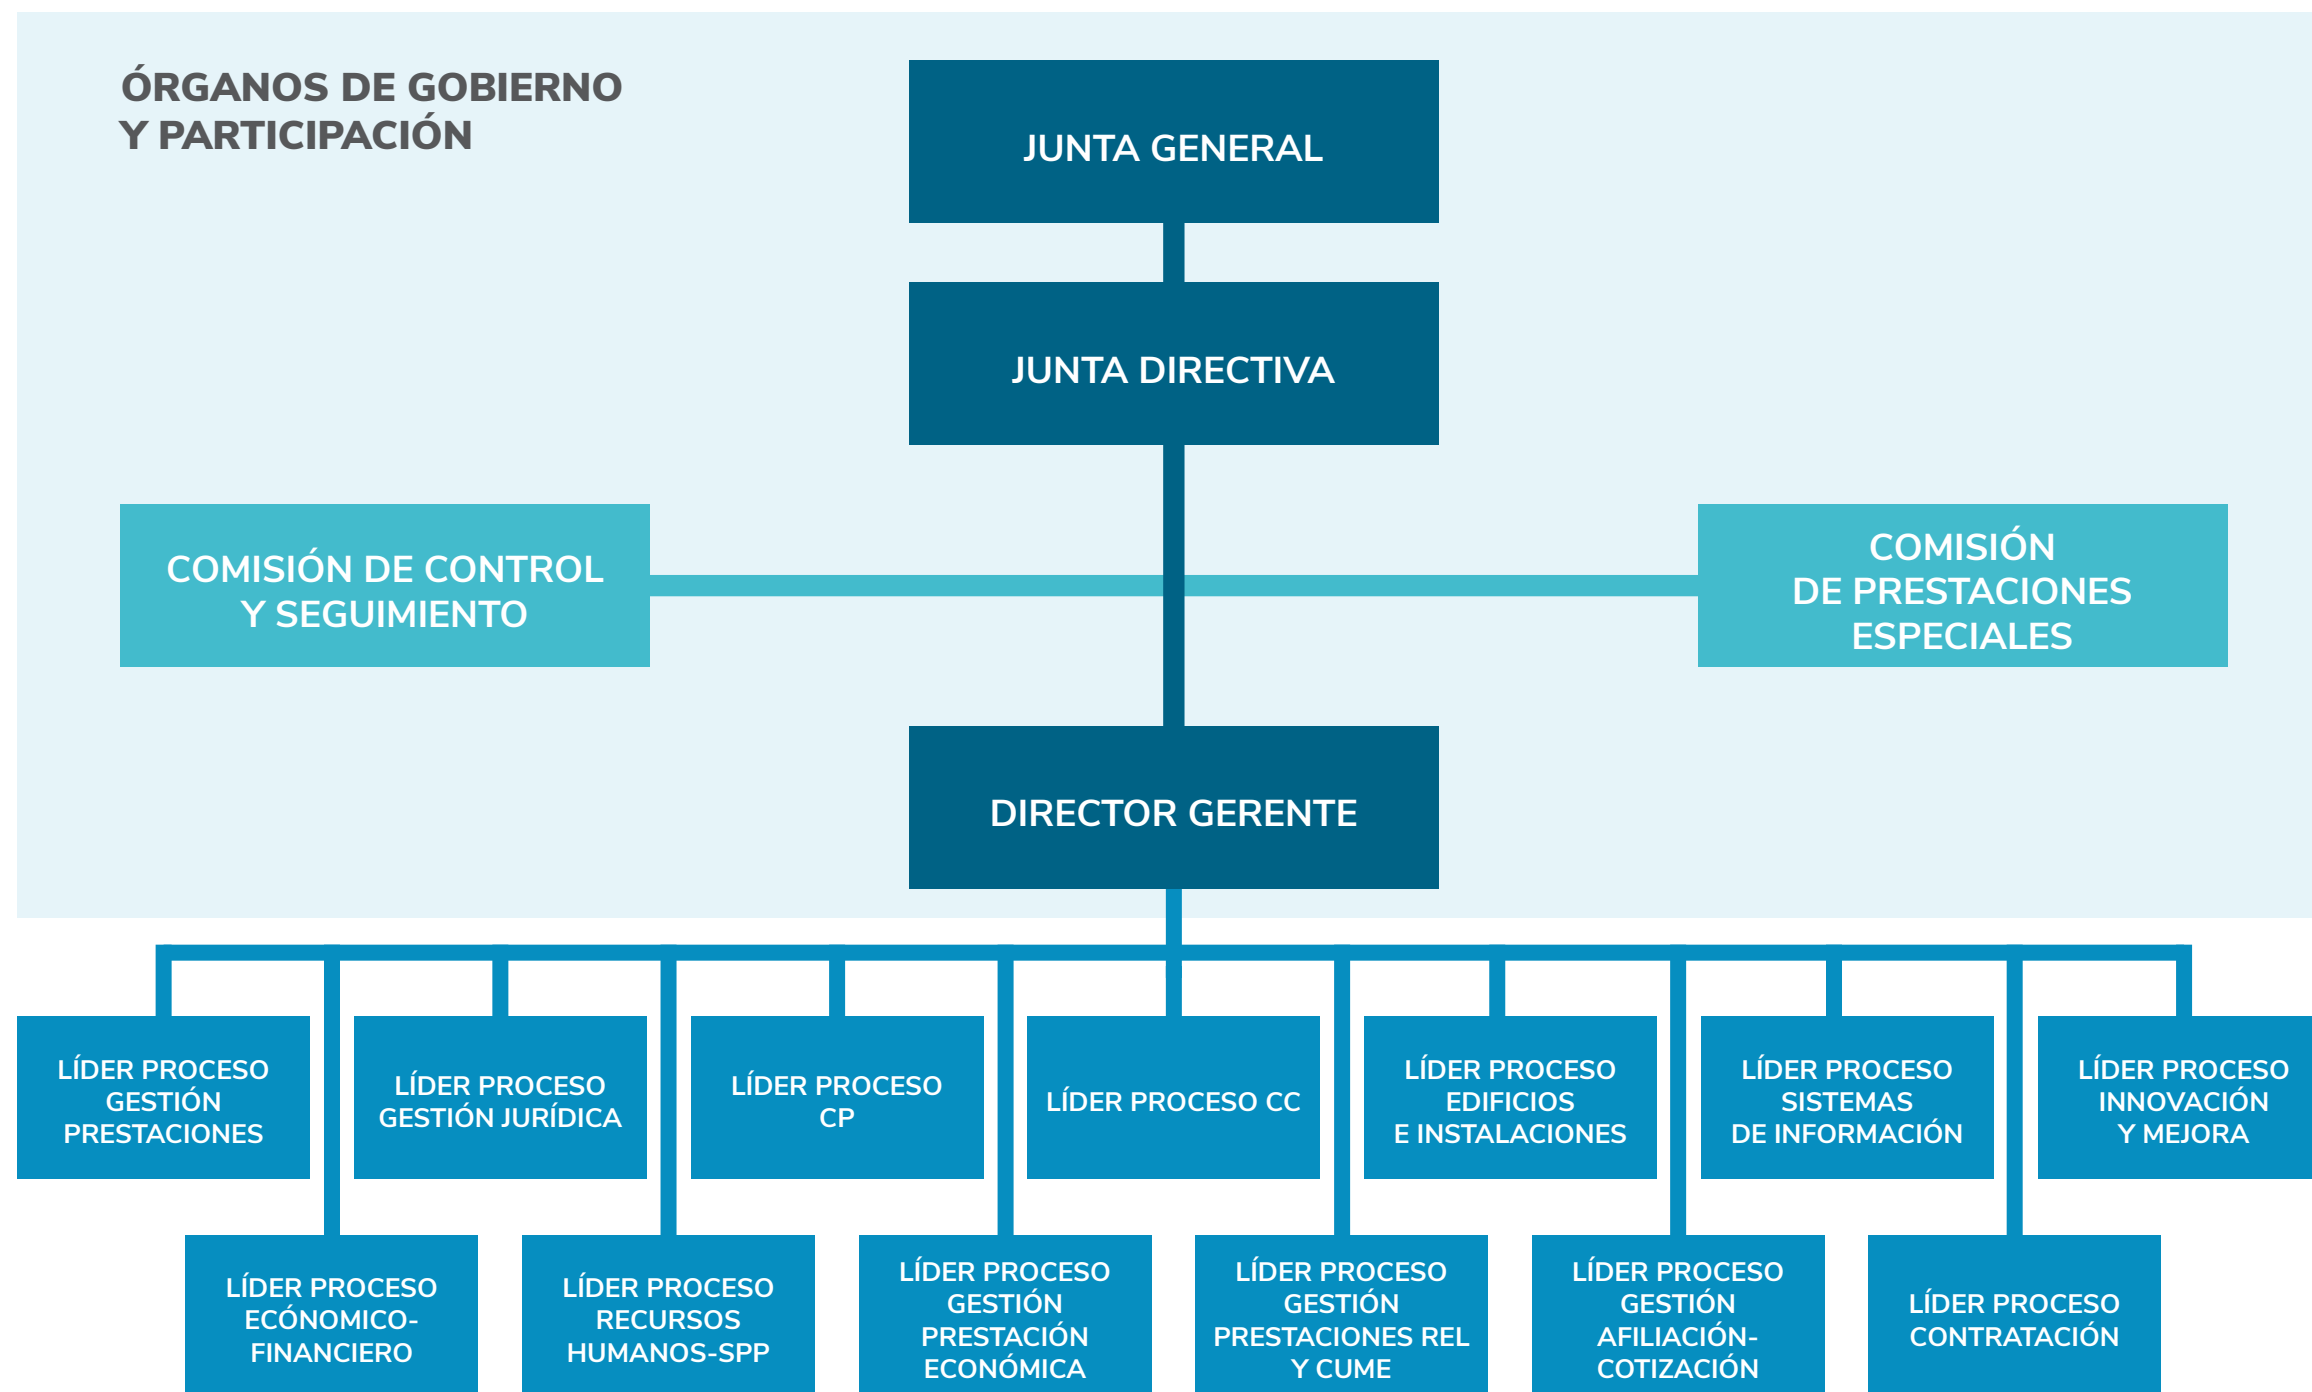 ÓRGANOS DE GOBIERNO
Y PARTICIPACIÓN
JUNTA GENERAL
JUNTA DIRECTIVA
COMISIÓN DE CONTROL
Y SEGUIMIENTO
COMISIÓN
DE PRESTACIONES
ESPECIALES
DIRECTOR GERENTE
LÍDER PROCESO
GESTIÓN
PRESTACIONES
LÍDER PROCESO
GESTIÓN JURÍDICA
LÍDER PROCESO
CP
LÍDER PROCESO CC
LÍDER PROCESO
EDIFICIOS
E INSTALACIONES
LÍDER PROCESO
SISTEMAS
DE INFORMACIÓN
LÍDER PROCESO
INNOVACIÓN
Y MEJORA
LÍDER PROCESO
ECÓNOMICO-
FINANCIERO
LÍDER PROCESO
RECURSOS
HUMANOS-SPP
LÍDER PROCESO
GESTIÓN
PRESTACIÓN
ECONÓMICA
LÍDER PROCESO
GESTIÓN
PRESTACIONES REL
Y CUME
LÍDER PROCESO
GESTIÓN
AFILIACIÓN-
COTIZACIÓN
LÍDER PROCESO
CONTRATACIÓN